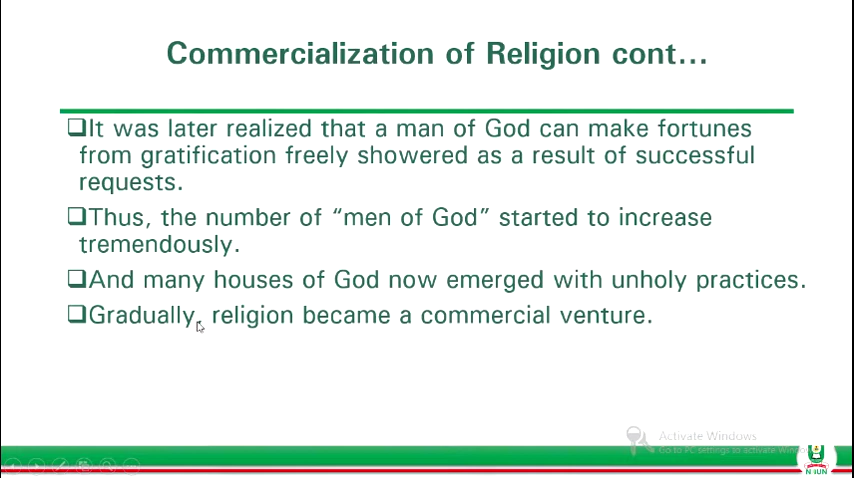 Commercialization of Religion cont...
It was later realized that a man of God can make fortunes
from gratification freely showered as a result of successful
requests.
Thus, the number of “men of God” started to increase
tremendously.
And many houses of God now emerged with unholy practices.
Gradually, religion became a commercial venture.
Activate Windows
Go to PC settings to activate